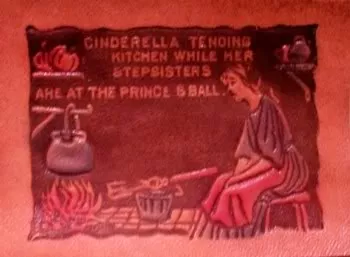 CINDERELLA TENDING
KITCHEN WHILE HER
STEPSISTERS
ARE AT THE PRINCE S BALL.